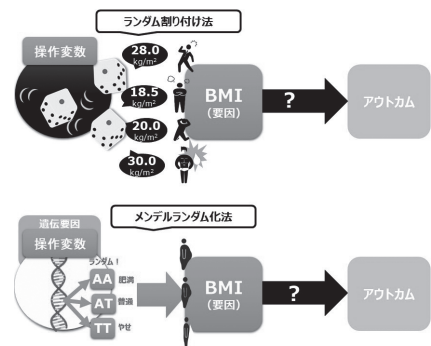 ランダム割り付け法
操作変数
28.0
kg/m²
18.5
kg/m²
20.0
kg/m²
30.0
kg/m²
BMI
(要因)
?
アウトカム
メンデルランダム化法
遺伝要因
操作変数
ランダム!
AA 肥満
AT 普通
TT やせ
BMI
(要因)
?
アウトカム